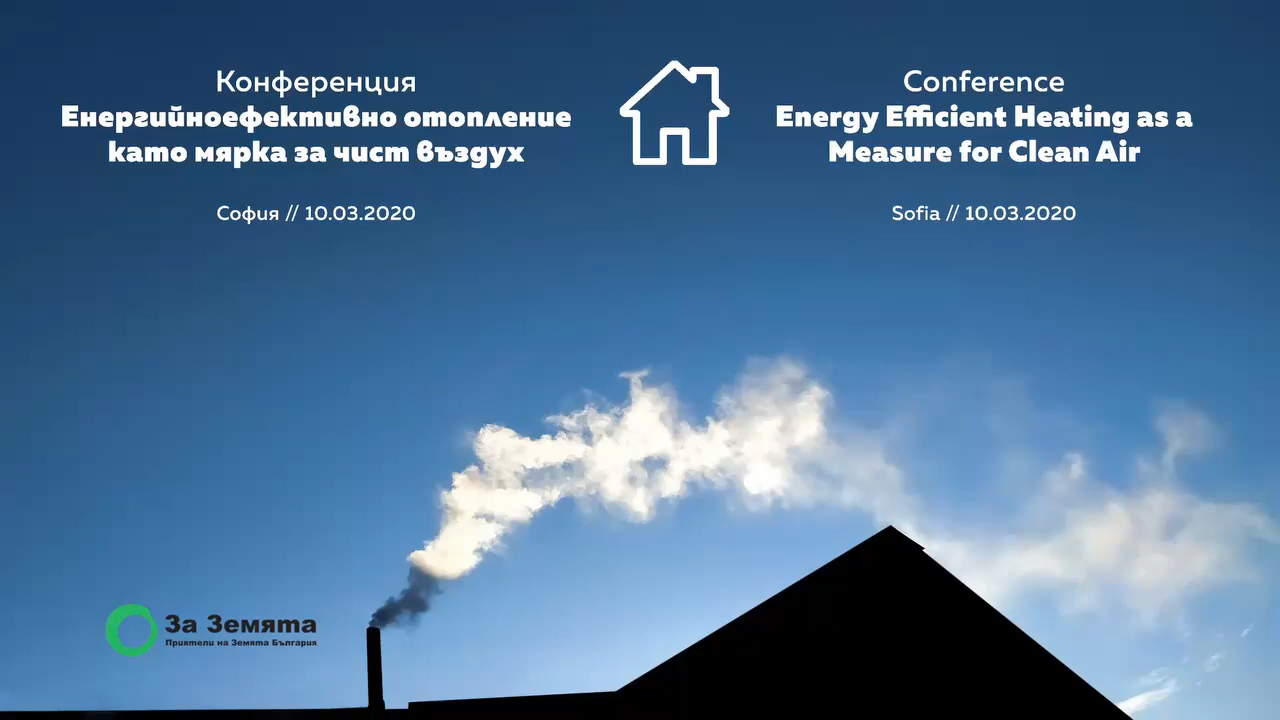 Конференция
Енергийноефективно отопление
като мярка за чист въздух
София // 10.03.2020
Conference
Energy Efficient Heating as a
Measure for Clean Air
Sofia // 10.03.2020
За Земята
Приятели на Земята България